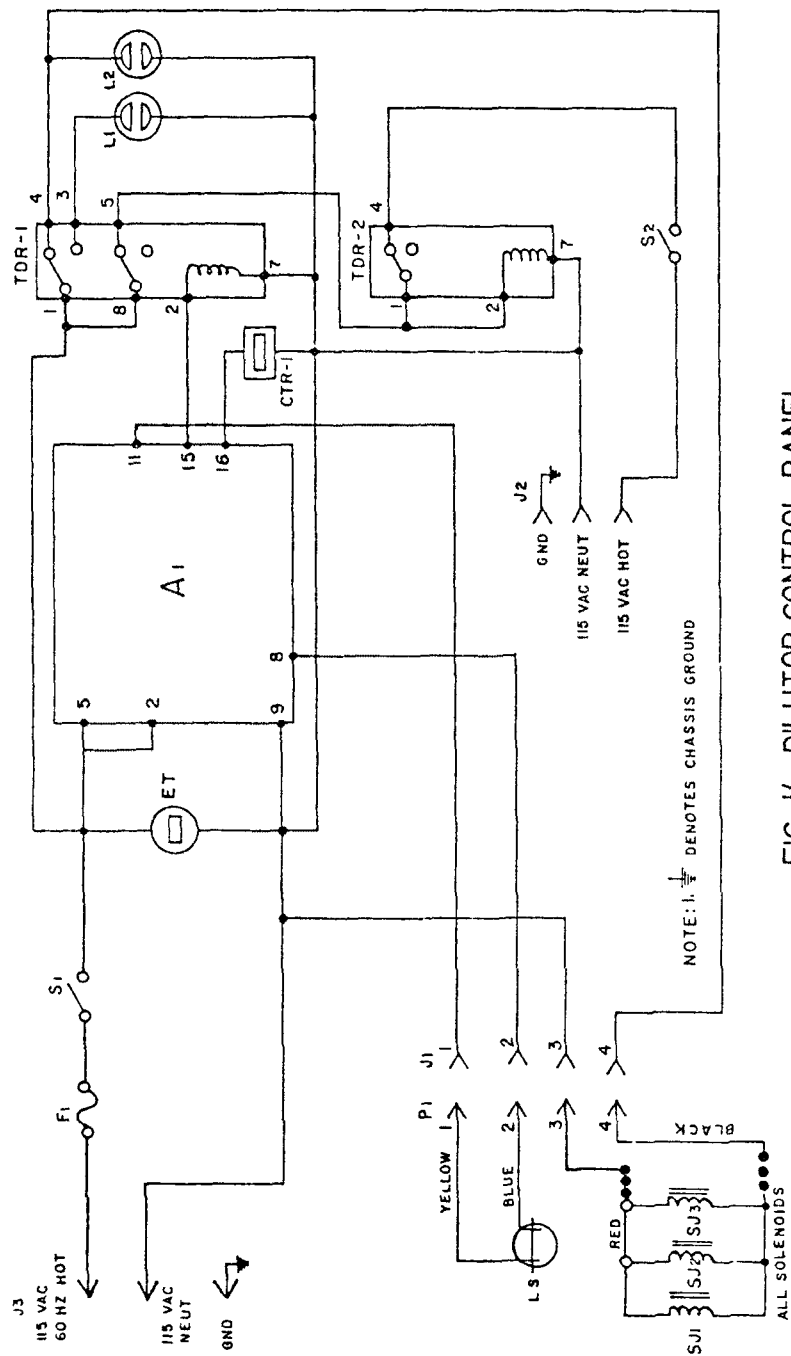 J3
115 VAC
60 HZ HOT
115 VAC
NEUT
GND
F1
S1
ET
5
2
9
8
A1
11
15
16
CTR-1
TDR-1
1
8
2
4
3
5
7
L1
L2
TDR-2
1
2
4
7
S2
J2
GND
115 VAC NEUT
115 VAC HOT
P1
J1
1
1
2
2
3
3
4
4
YELLOW
BLUE
LS
RED
BLACK
SJ1
SJ2
SJ3
ALL SOLENOIDS
NOTE: 1. DENOTES CHASSIS GROUND
DILUTOR CONTROL PANEL